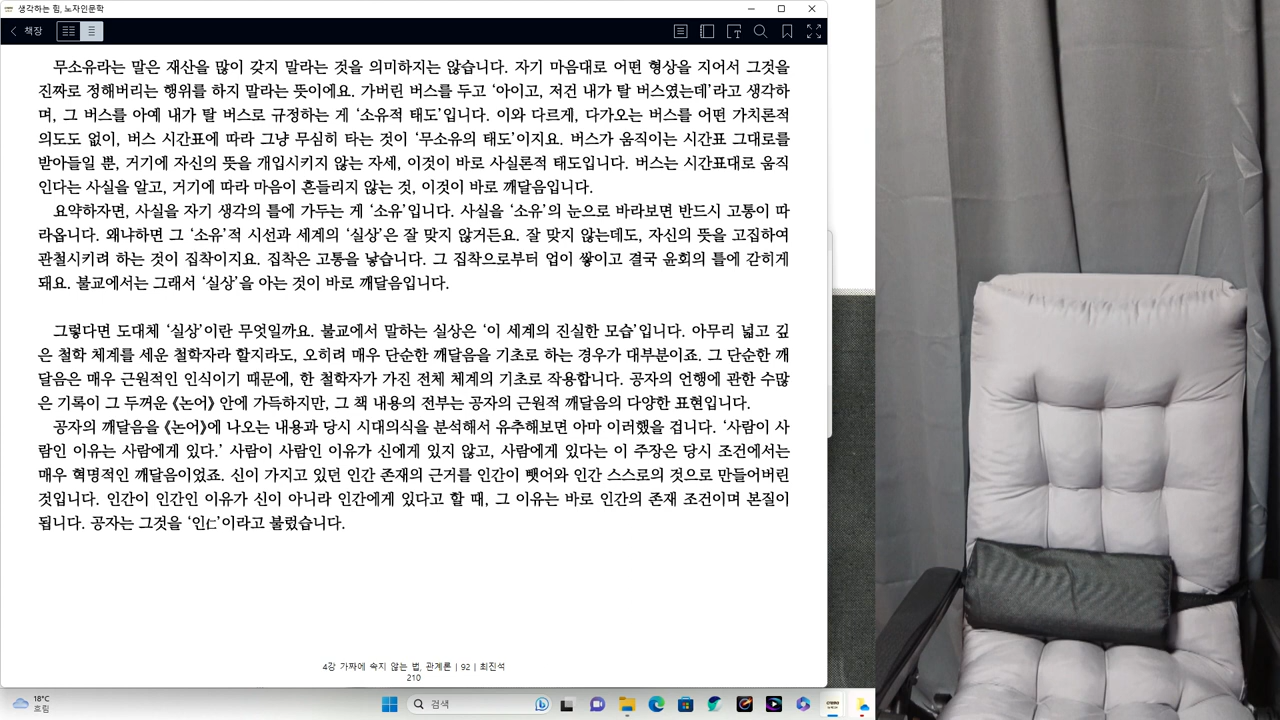 생각하는 힘, 노자인문학
책장
무소유라는 말은 재산을 많이 갖지 말라는 것을 의미하지는 않습니다. 자기 마음대로 어떤 형상을 지어서 그것을
진짜로 정해버리는 행위를 하지 말라는 뜻이에요. 가버린 버스를 두고 ‘아이고, 저건 내가 탈 버스였는데’라고 생각하
며, 그 버스를 아예 내가 탈 버스로 규정하는 게 ‘소유적 태도’입니다. 이와 다르게, 다가오는 버스를 어떤 가치론적
의도도 없이, 버스 시간표에 따라 그냥 무심히 타는 것이 ‘무소유의 태도’이지요. 버스가 움직이는 시간표 그대로를
받아들일 뿐, 거기에 자신의 뜻을 개입시키지 않는 자세, 이것이 바로 사실론적 태도입니다. 버스는 시간표대로 움직
인다는 사실을 알고, 거기에 따라 마음이 흔들리지 않는 것, 이것이 바로 깨달음입니다.
요약하자면, 사실을 자기 생각의 틀에 가두는 게 ‘소유’입니다. 사실을 ‘소유’의 눈으로 바라보면 반드시 고통이 따
라옵니다. 왜냐하면 그 ‘소유’적 시선과 세계의 ‘실상’은 잘 맞지 않거든요. 잘 맞지 않는데도, 자신의 뜻을 고집하여
관철시키려 하는 것이 집착이지요. 집착은 고통을 낳습니다. 그 집착으로부터 업이 쌓이고 결국 윤회의 틀에 갇히게
돼요. 불교에서는 그래서 ‘실상’을 아는 것이 바로 깨달음입니다.
그렇다면 도대체 ‘실상’이란 무엇일까요. 불교에서 말하는 실상은 ‘이 세계의 진실한 모습’입니다. 아무리 넓고 깊
은 철학 체계를 세운 철학자라 할지라도, 오히려 매우 단순한 깨달음을 기초로 하는 경우가 대부분이죠. 그 단순한 깨
달음은 매우 근원적인 인식이기 때문에, 한 철학자가 가진 전체 체계의 기초로 작용합니다. 공자의 언행에 관한 수많
은 기록이 그 두꺼운 《논어》 안에 가득하지만, 그 책 내용의 전부는 공자의 근원적 깨달음의 다양한 표현입니다.
공자의 깨달음을 《논어》에 나오는 내용과 당시 시대의식을 분석해서 유추해보면 아마 이러했을 겁니다. ‘사람이 사
람인 이유는 사람에게 있다.’ 사람이 사람인 이유가 신에게 있지 않고, 사람에게 있다는 이 주장은 당시 조건에서는
매우 혁명적인 깨달음이었죠. 신이 가지고 있던 인간 존재의 근거를 인간이 뺏어와 인간 스스로의 것으로 만들어버린
것입니다. 인간이 인간인 이유가 신이 아니라 인간에게 있다고 할 때, 그 이유는 바로 인간의 존재 조건이며 본질이
됩니다. 공자는 그것을 ‘인仁’이라고 불렀습니다.
4강 가짜에 속지 않는 법, 관계론 | 92 | 최진석
210
18°C
흐림
검색